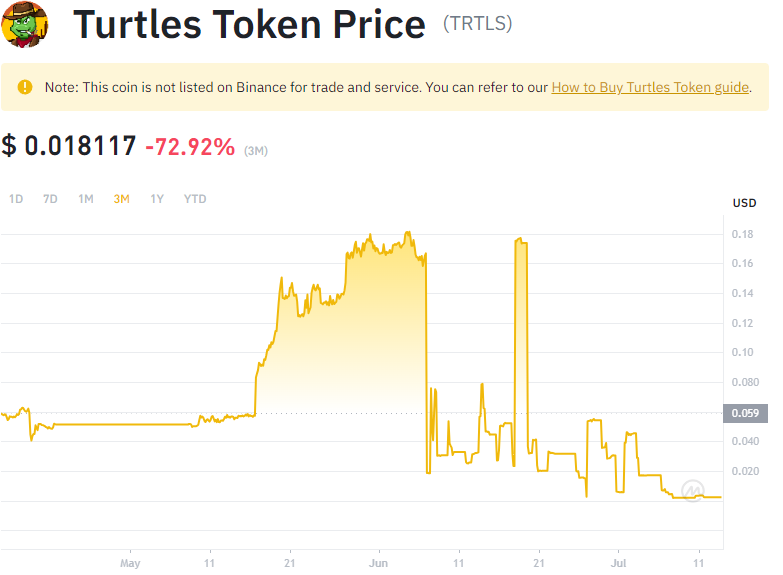 Turtles Token Price (TRTLS)
Note: This coin is not listed on Binance for trade and service. You can refer to our How to Buy Turtles Token guide.
$ 0.018117 -72.92% (3M)
1D 7D 1M 3M 1Y YTD
USD
0.18
0.16
0.14
0.12
0.10
0.080
0.059
0.040
0.020
May 11 21 Jun 11 21 Jul 11